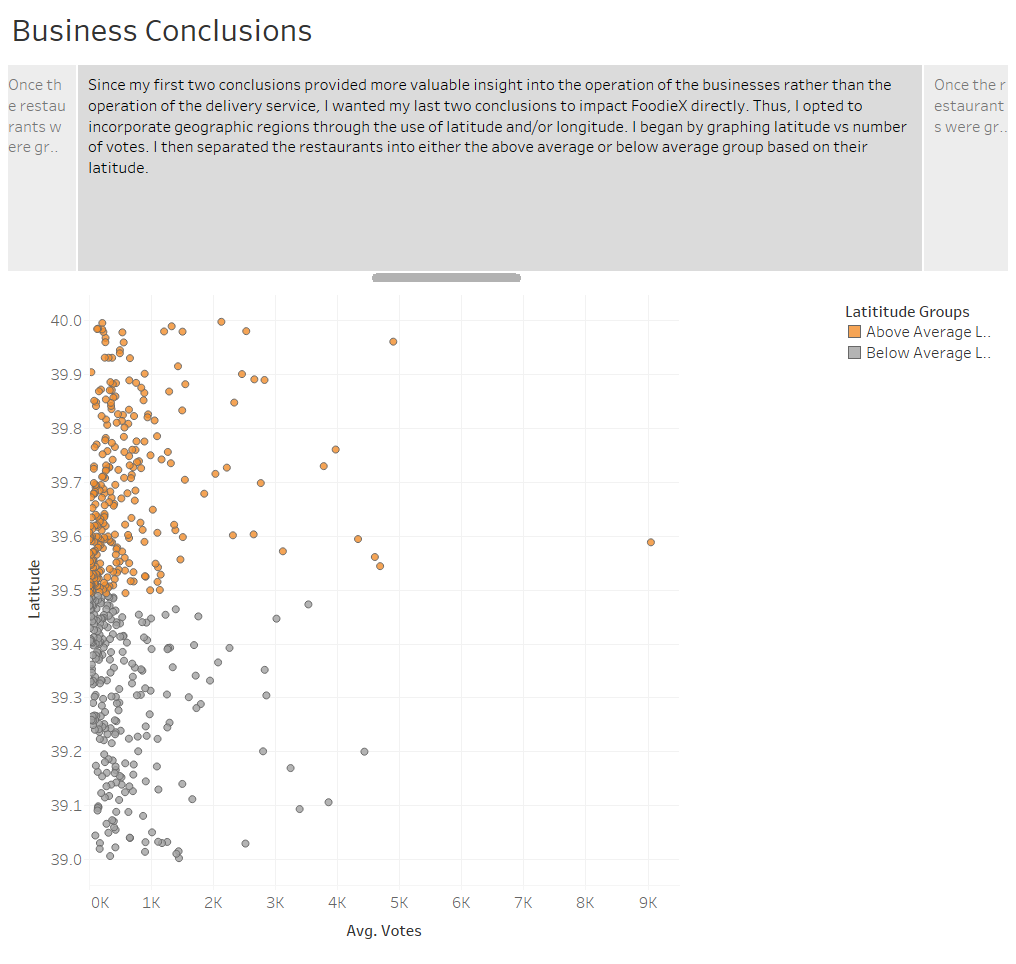 Business Conclusions
Once th
e restau
rants w
ere gr..
Since my first two conclusions provided more valuable insight into the operation of the businesses rather than the
operation of the delivery service, I wanted my last two conclusions to impact FoodieX directly. Thus, I opted to
incorporate geographic regions through the use of latitude and/or longitude. I began by graphing latitude vs number
of votes. I then separated the restaurants into either the above average or below average group based on their
latitude.
Once the r
estaurant
s were gr..
Latititude Groups
Above Average L..
Below Average L..
40.0
39.9
39.8
39.7
39.6
39.5
39.4
39.3
39.2
39.1
39.0
Latitude
0K 1K 2K 3K 4K 5K 6K 7K 8K 9K
Avg. Votes